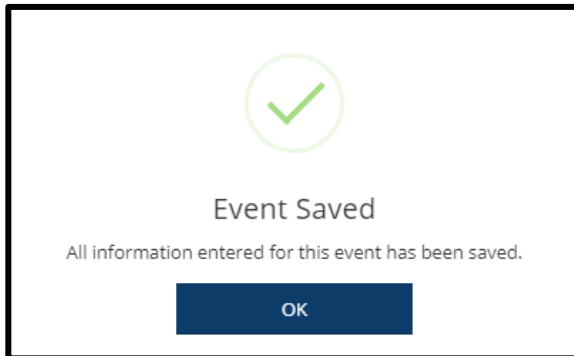 Event Saved
All information entered for this event has been saved.
OK